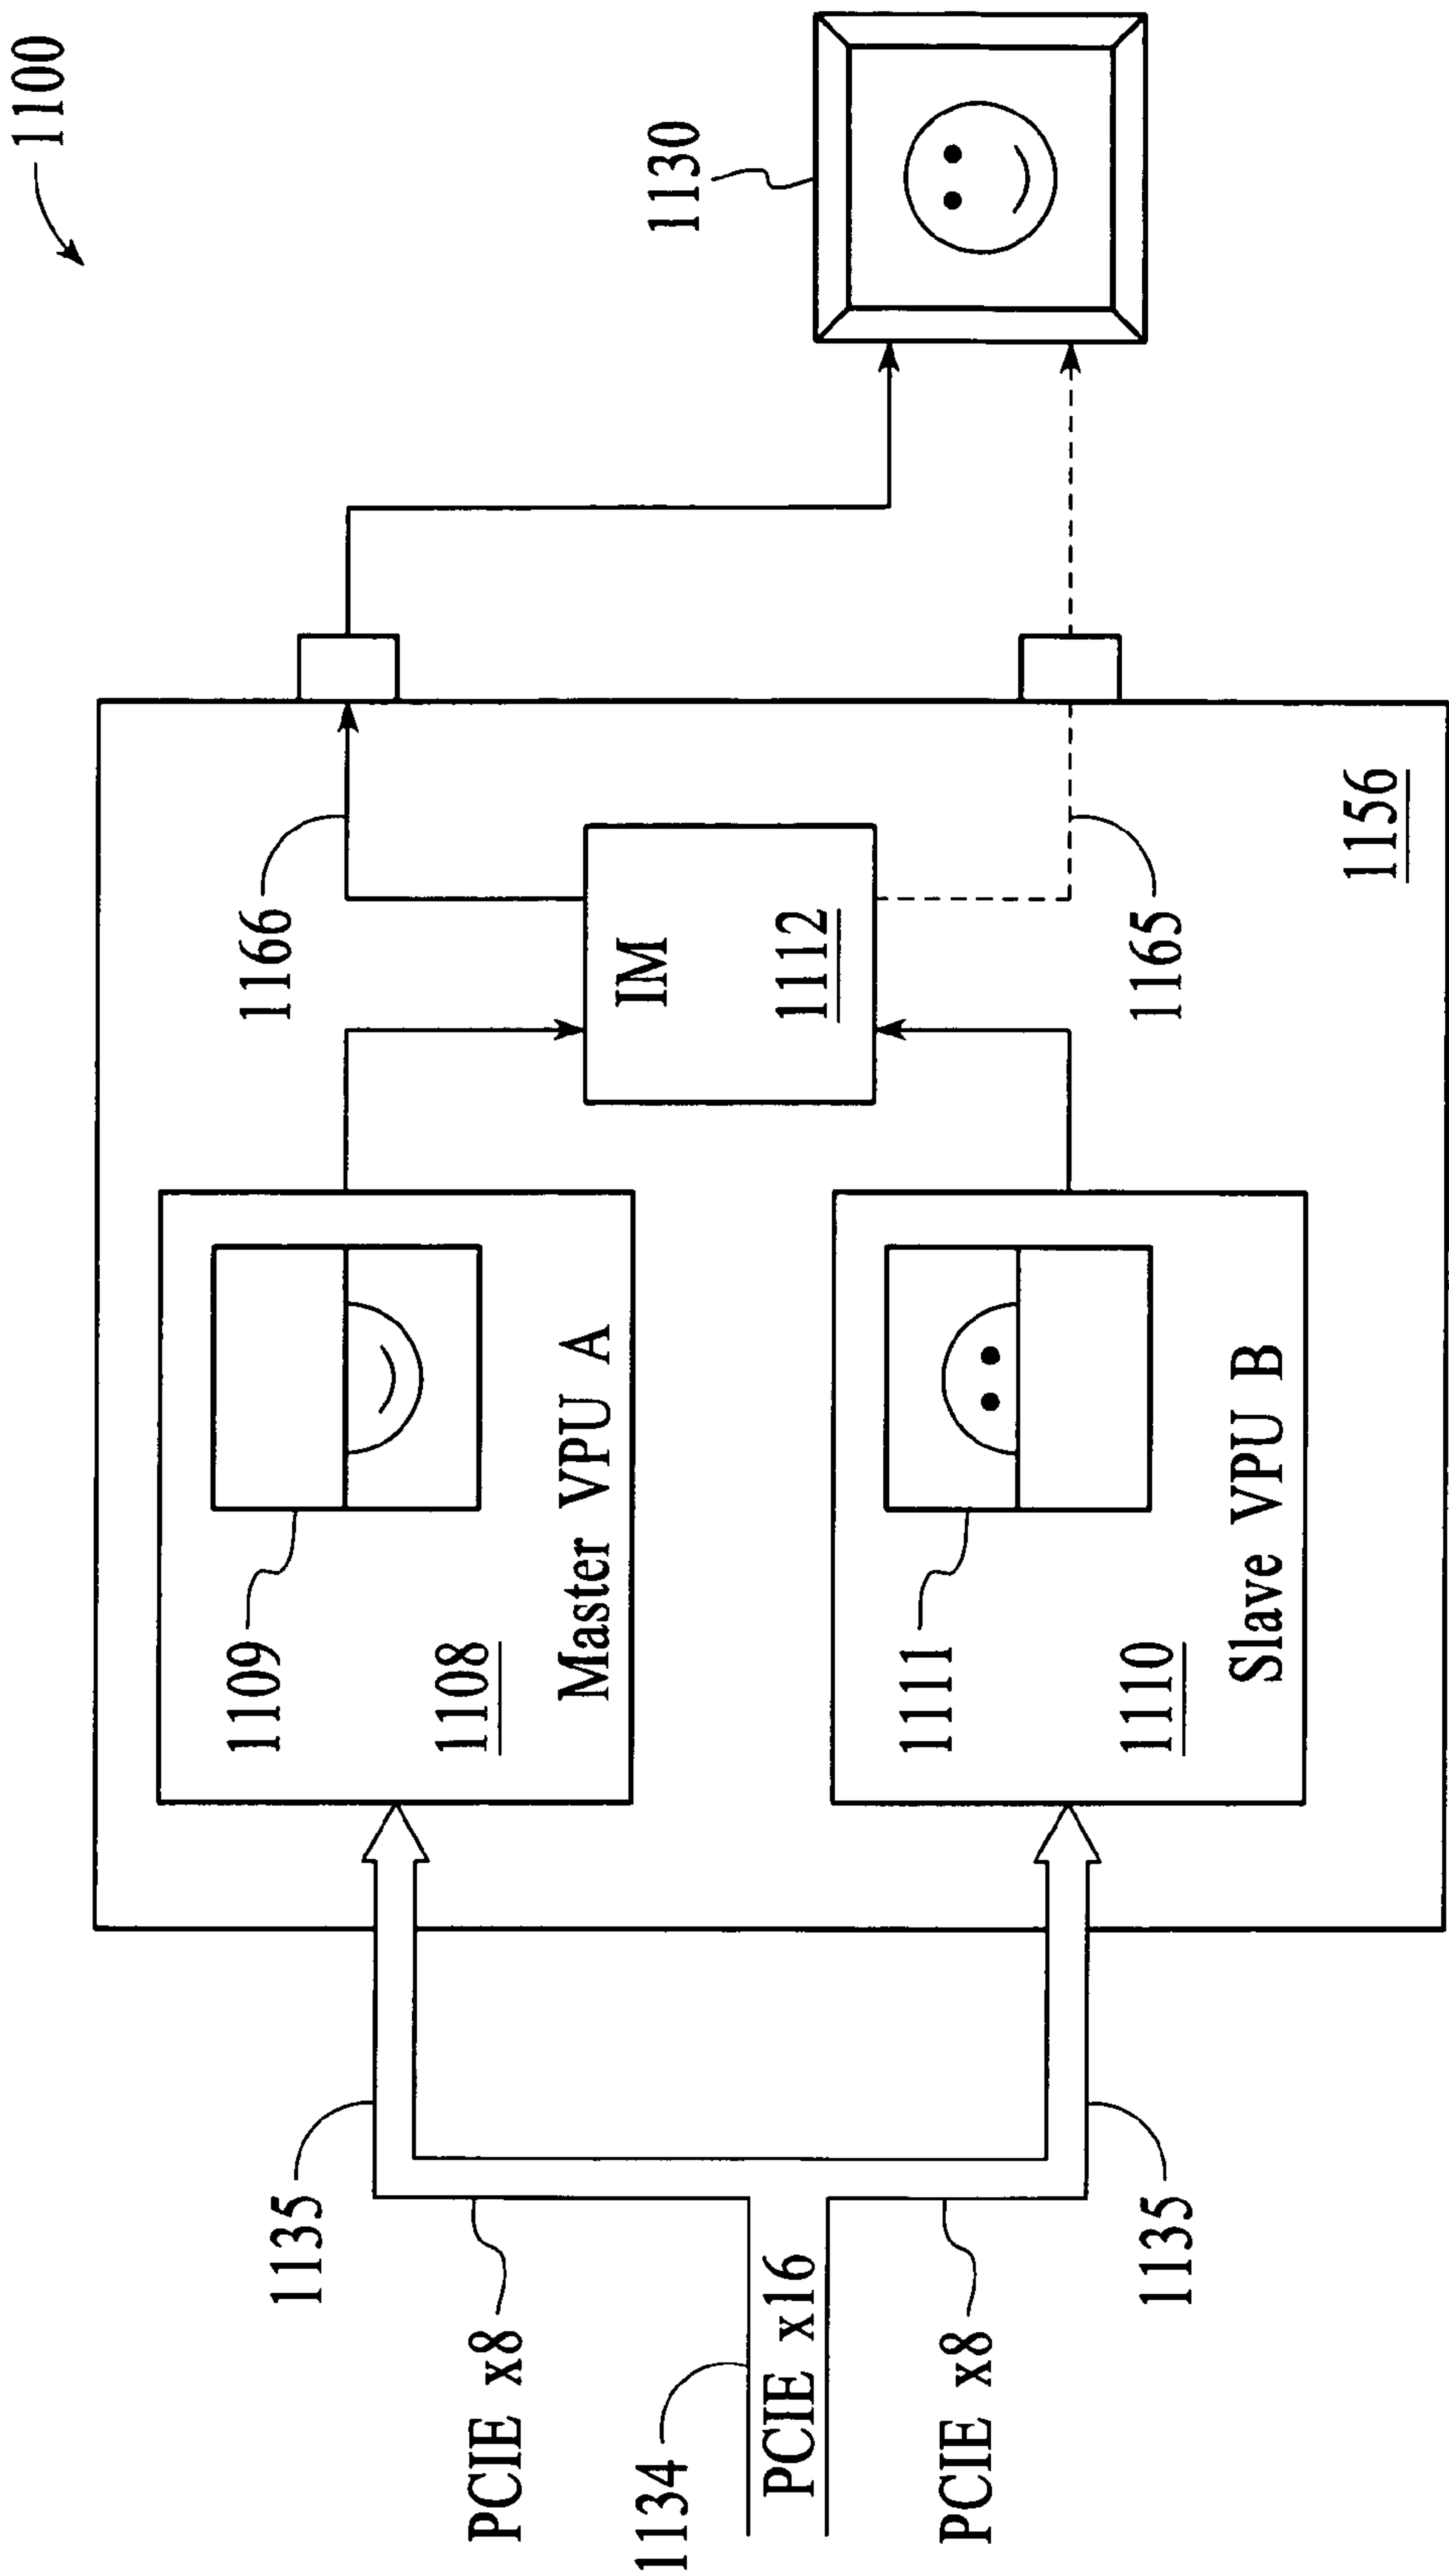 1100
1135
PCIE x8
1134
PCIE x16
PCIE x8
1135
1109
1108
Master VPU A
1111
1110
Slave VPU B
1166
IM
1112
1165
1156
1130